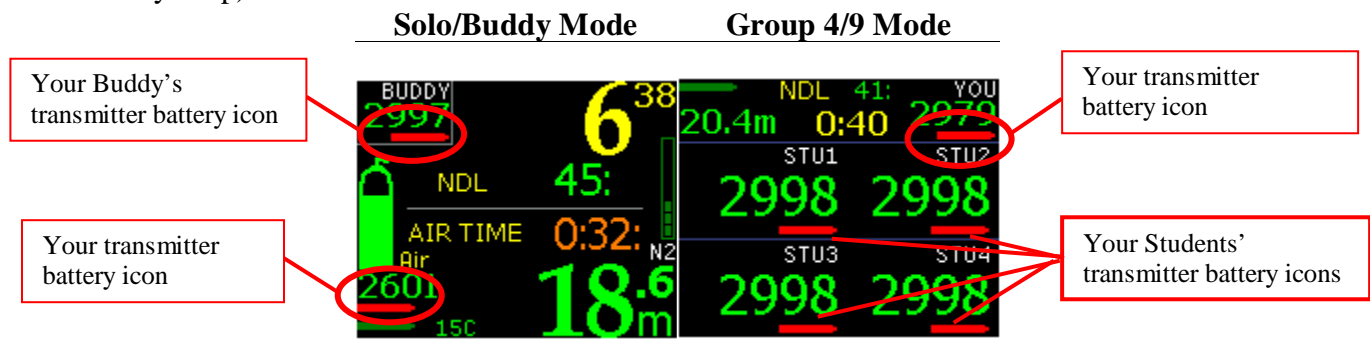 Solo/Buddy Mode Group 4/9 Mode
Your Buddy's
transmitter battery icon
Your transmitter
battery icon
BUDDY
2997
6 38
NDL 45:
AIR TIME 0:32:
Air
N2
2601
15C
18.6
m
NDL 41: YOU
20.4m 0:40 2979
STU1 STU2
2998 2998
STU3 STU4
2998 2998
Your transmitter
battery icon
Your Students'
transmitter battery icons